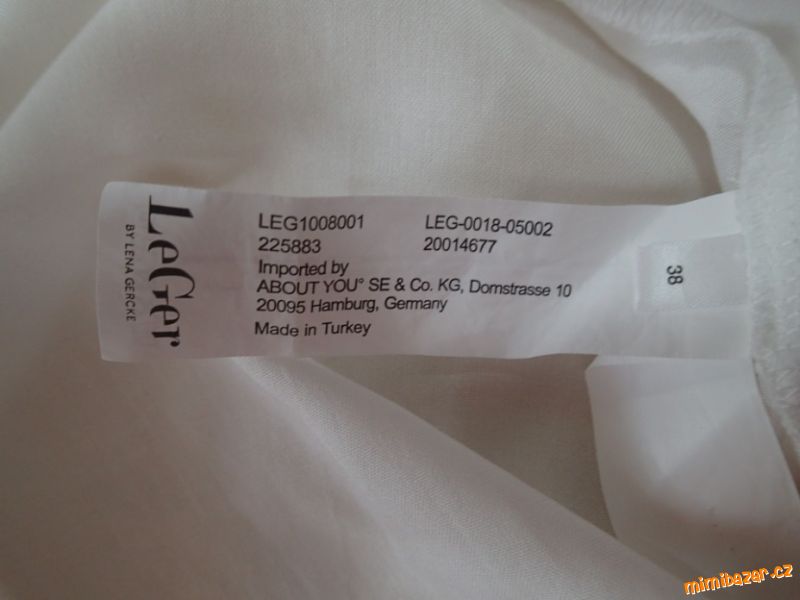 LeGer
BY LENA GERCKE
LEG1008001 LEG-0018-05002
225883 20014677
Imported by
ABOUT YOU° SE & Co. KG, Domstrasse 10
20095 Hamburg, Germany
Made in Turkey
38
mimibazar.cz